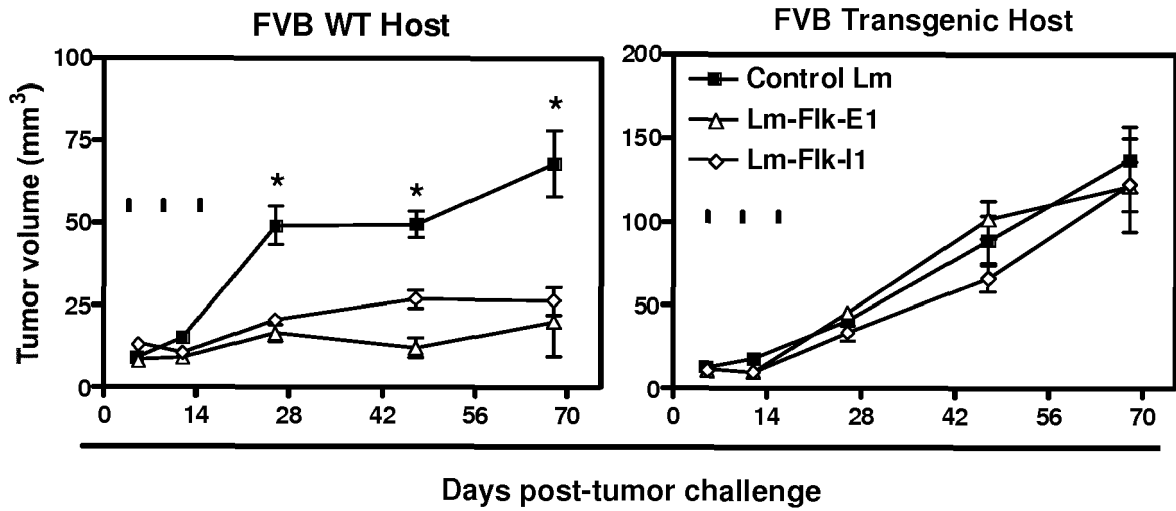 FVB WT Host
FVB Transgenic Host
Tumor volume (mm³)
100
75
50
25
0
*
*
*
0 14 28 42 56 70
200
150
100
50
0
Control Lm
Lm-Flk-E1
Lm-Flk-I1
0 14 28 42 56 70
Days post-tumor challenge